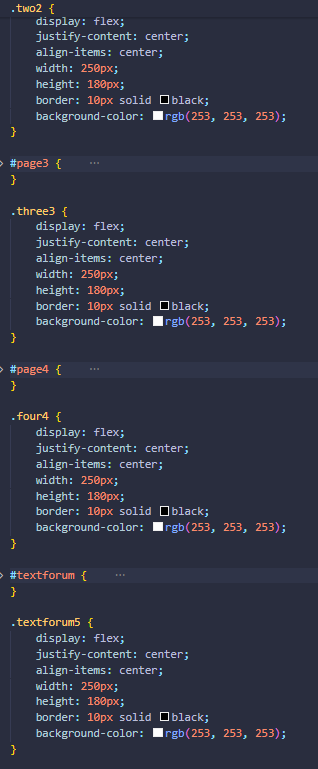 .two2 {
display: flex;
justify-content: center;
align-items: center;
width: 250px;
height: 180px;
border: 10px solid black;
background-color: rgb(253, 253, 253);
}
#page3 { ...
}
.three3 {
display: flex;
justify-content: center;
align-items: center;
width: 250px;
height: 180px;
border: 10px solid black;
background-color: rgb(253, 253, 253);
}
#page4 { ...
}
.four4 {
display: flex;
justify-content: center;
align-items: center;
width: 250px;
height: 180px;
border: 10px solid black;
background-color: rgb(253, 253, 253);
}
#textforum { ...
}
.textforum5 {
display: flex;
justify-content: center;
align-items: center;
width: 250px;
height: 180px;
border: 10px solid black;
background-color: rgb(253, 253, 253);
}